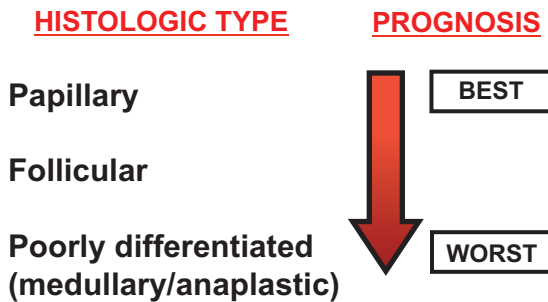 HISTOLOGIC TYPE PROGNOSIS
Papillary BEST
Follicular
Poorly differentiated
(medullary/anaplastic) WORST